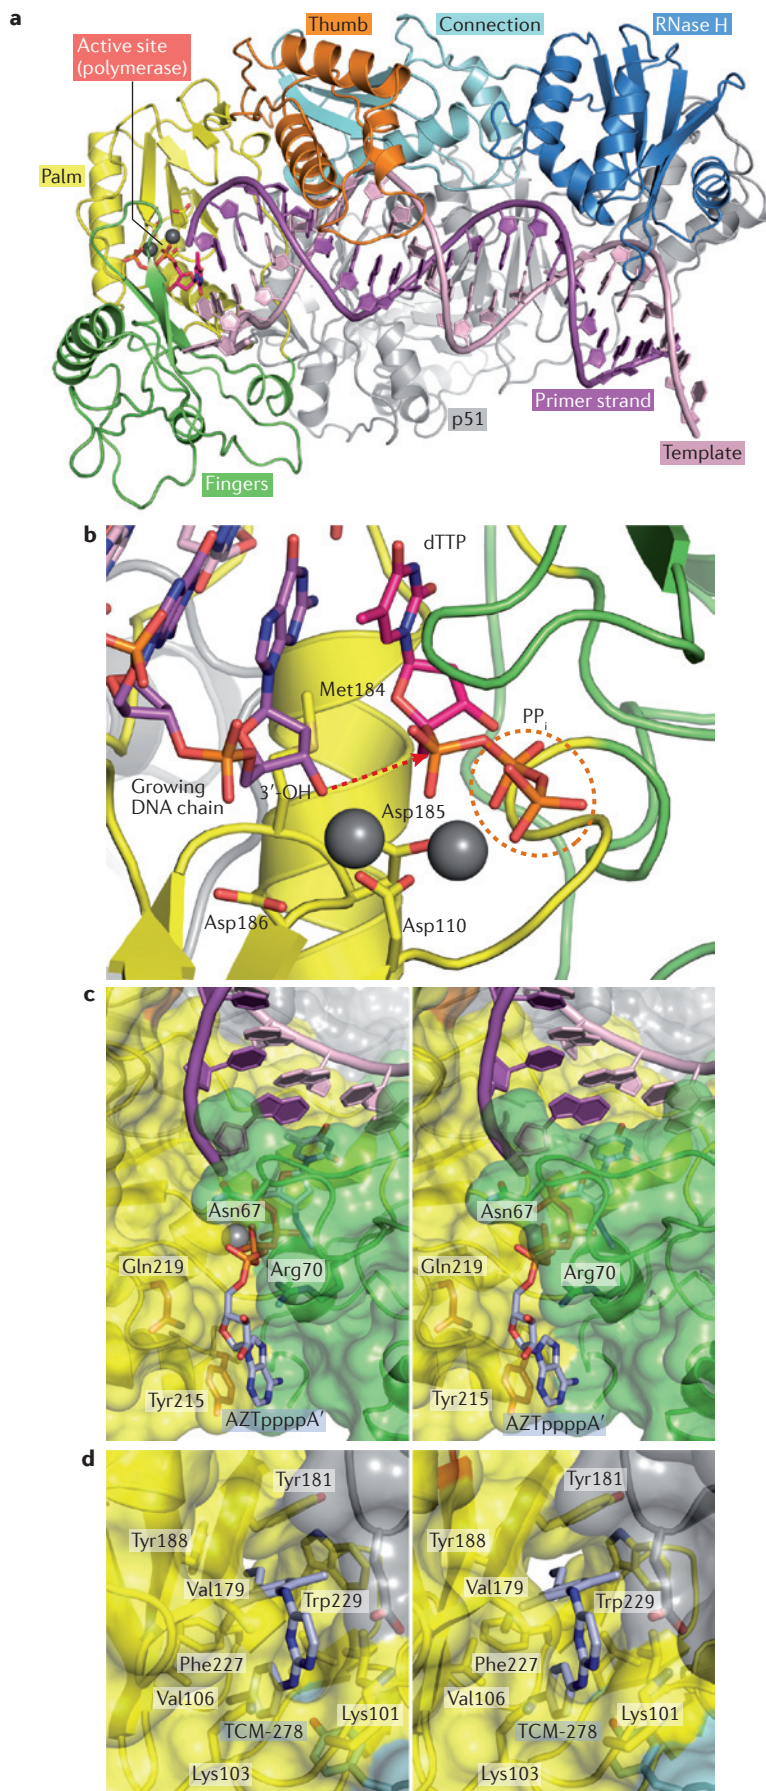 a
Thumb
Connection
RNase H
Active site
(polymerase)
Palm
Primer strand
p51
Template
Fingers
b
dTTP
Met184
PPi
Growing
DNA chain
3′-OH
Asp185
Asp186
Asp110
c
Asn67
Gln219
Arg70
Tyr215
AZTppppA′
Asn67
Gln219
Arg70
Tyr215
AZTppppA′
d
Tyr181
Tyr188
Val179
Trp229
Phe227
Val106
TCM-278
Lys101
Lys103
Tyr181
Tyr188
Val179
Trp229
Phe227
Val106
TCM-278
Lys101
Lys103